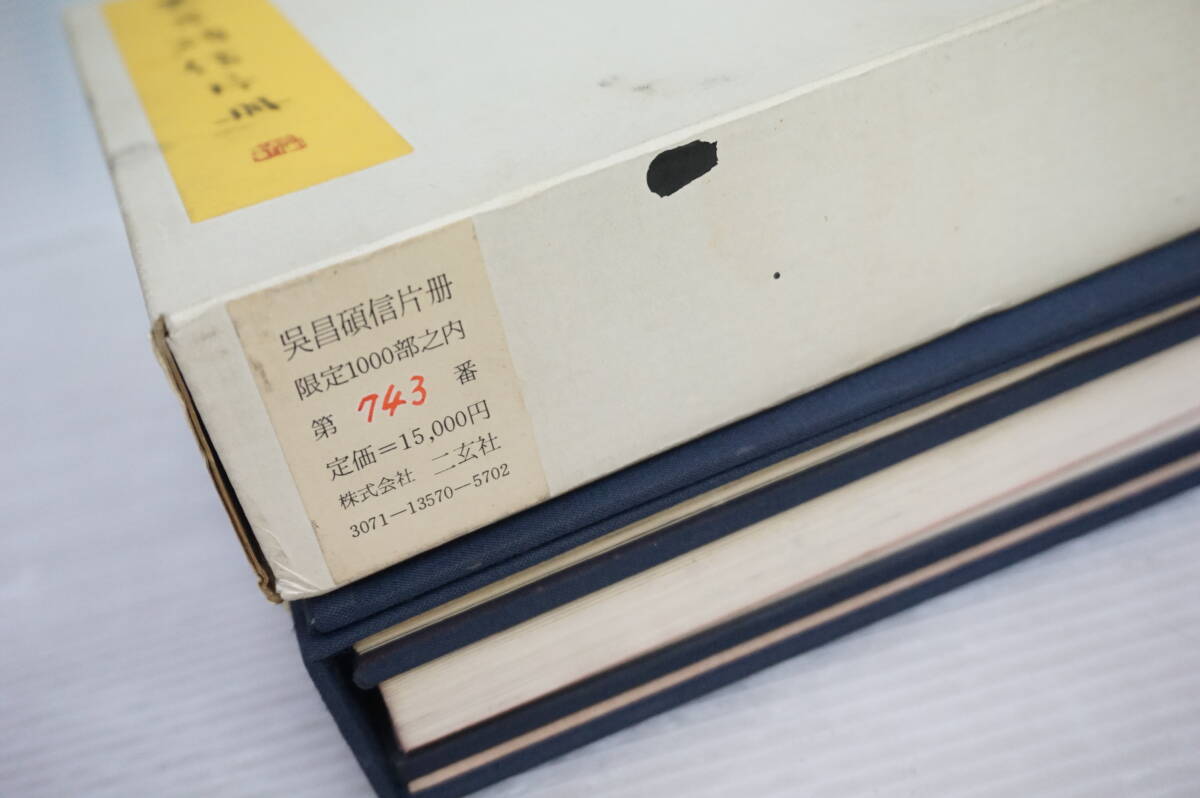 呉昌碩信片册
限定1000部之内
第 743 番
定価=15,000円
株式会社 二玄社
3071—13570—5702